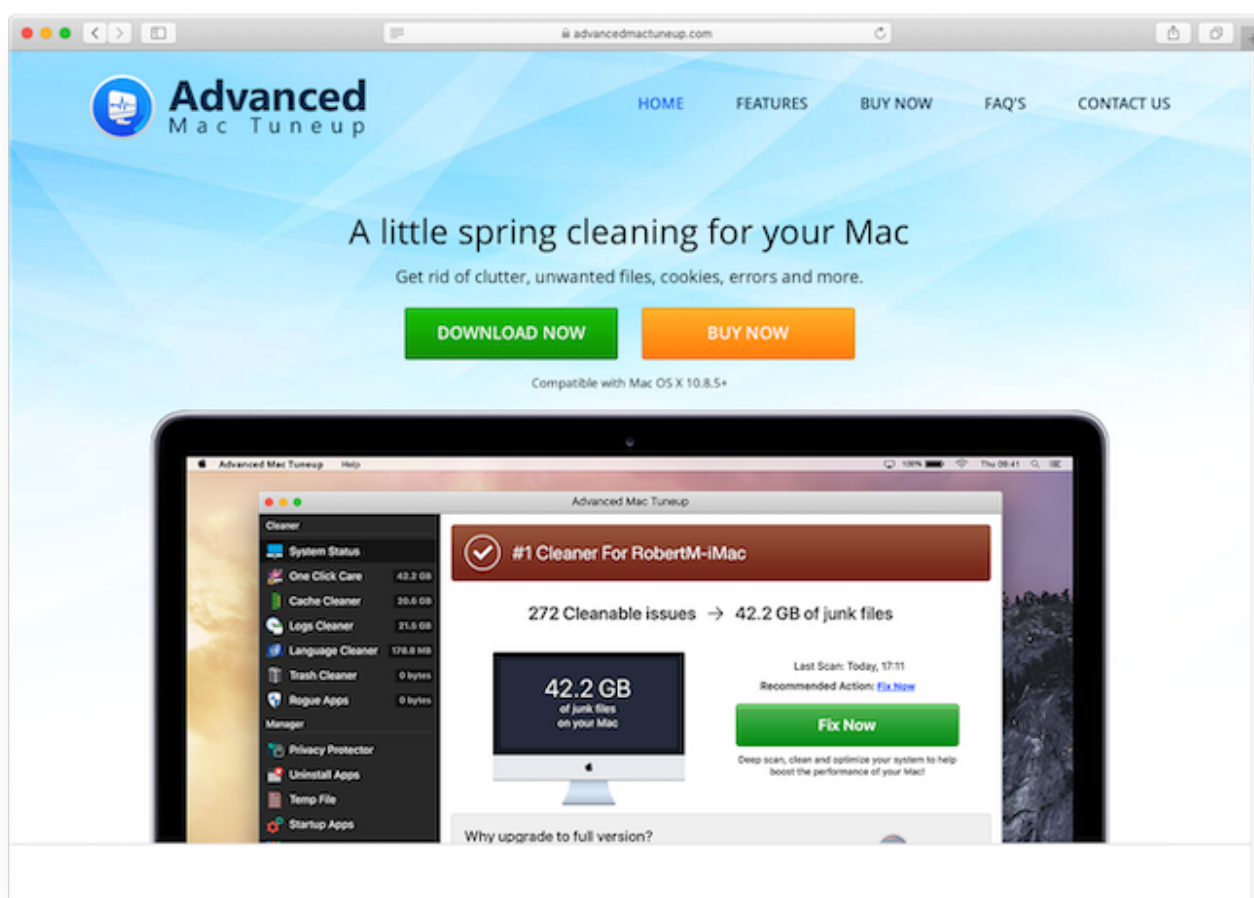 advancedmactuneup.com
Advanced
Mac Tuneup
HOME FEATURES BUY NOW FAQ'S CONTACT US
A little spring cleaning for your Mac
Get rid of clutter, unwanted files, cookies, errors and more.
DOWNLOAD NOW BUY NOW
Compatible with Mac OS X 10.8.5+
Advanced Mac Tuneup Help 100% Thu 09:41
Advanced Mac Tuneup
Cleaner
System Status
One Click Care 42.2 GB
Cache Cleaner 20.6 GB
Logs Cleaner 21.5 GB
Language Cleaner 178.8 MB
Trash Cleaner 0 bytes
Rogue Apps 0 bytes
Manager
Privacy Protector
Uninstall Apps
Temp File
Startup Apps
#1 Cleaner For RobertM-iMac
272 Cleanable issues → 42.2 GB of junk files
42.2 GB
of junk files
on your Mac
Last Scan: Today, 17:11
Recommended Action: Fix Now
Fix Now
Deep scan, clean and optimize your system to help
boost the performance of your Mac!
Why upgrade to full version?